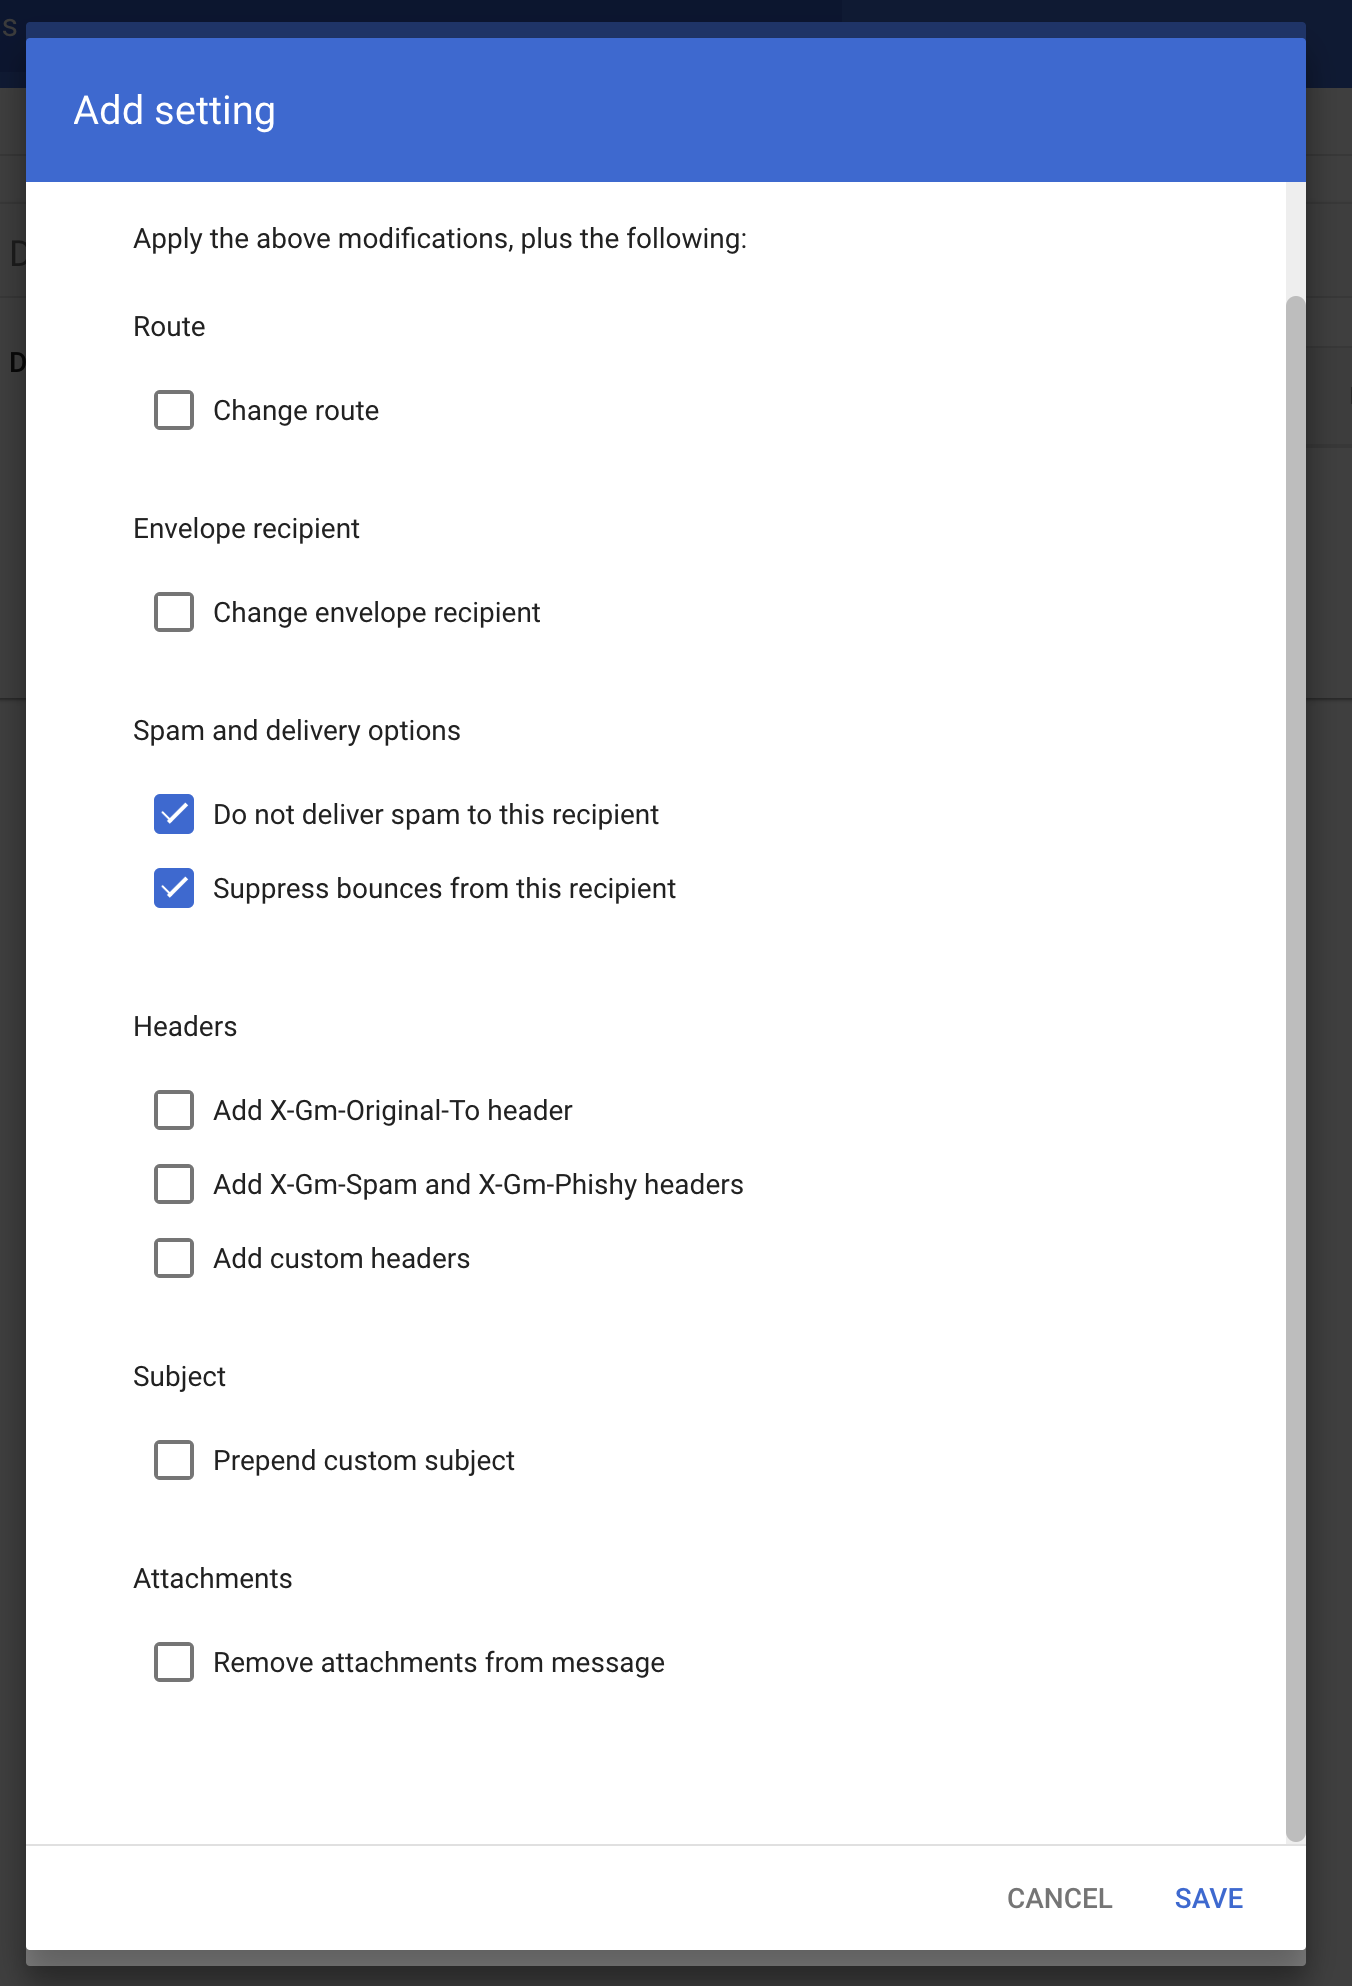 s
Add setting
Apply the above modifications, plus the following:
Route
Change route
Envelope recipient
Change envelope recipient
Spam and delivery options
Do not deliver spam to this recipient
Suppress bounces from this recipient
Headers
Add X-Gm-Original-To header
Add X-Gm-Spam and X-Gm-Phishy headers
Add custom headers
Subject
Prepend custom subject
Attachments
Remove attachments from message
CANCEL SAVE